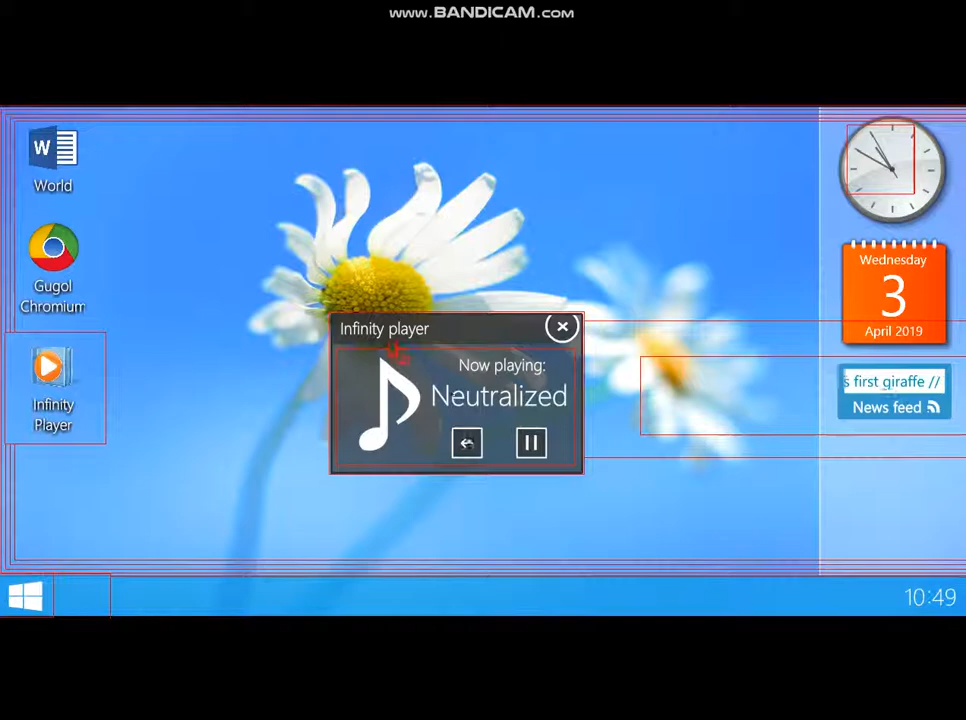 www.BANDICAM.com
W
World
Gugol
Chromium
Infinity
Player
Infinity player
Now playing:
Neutralized
Wednesday
3
April 2019
s first giraffe //
News feed
10:49